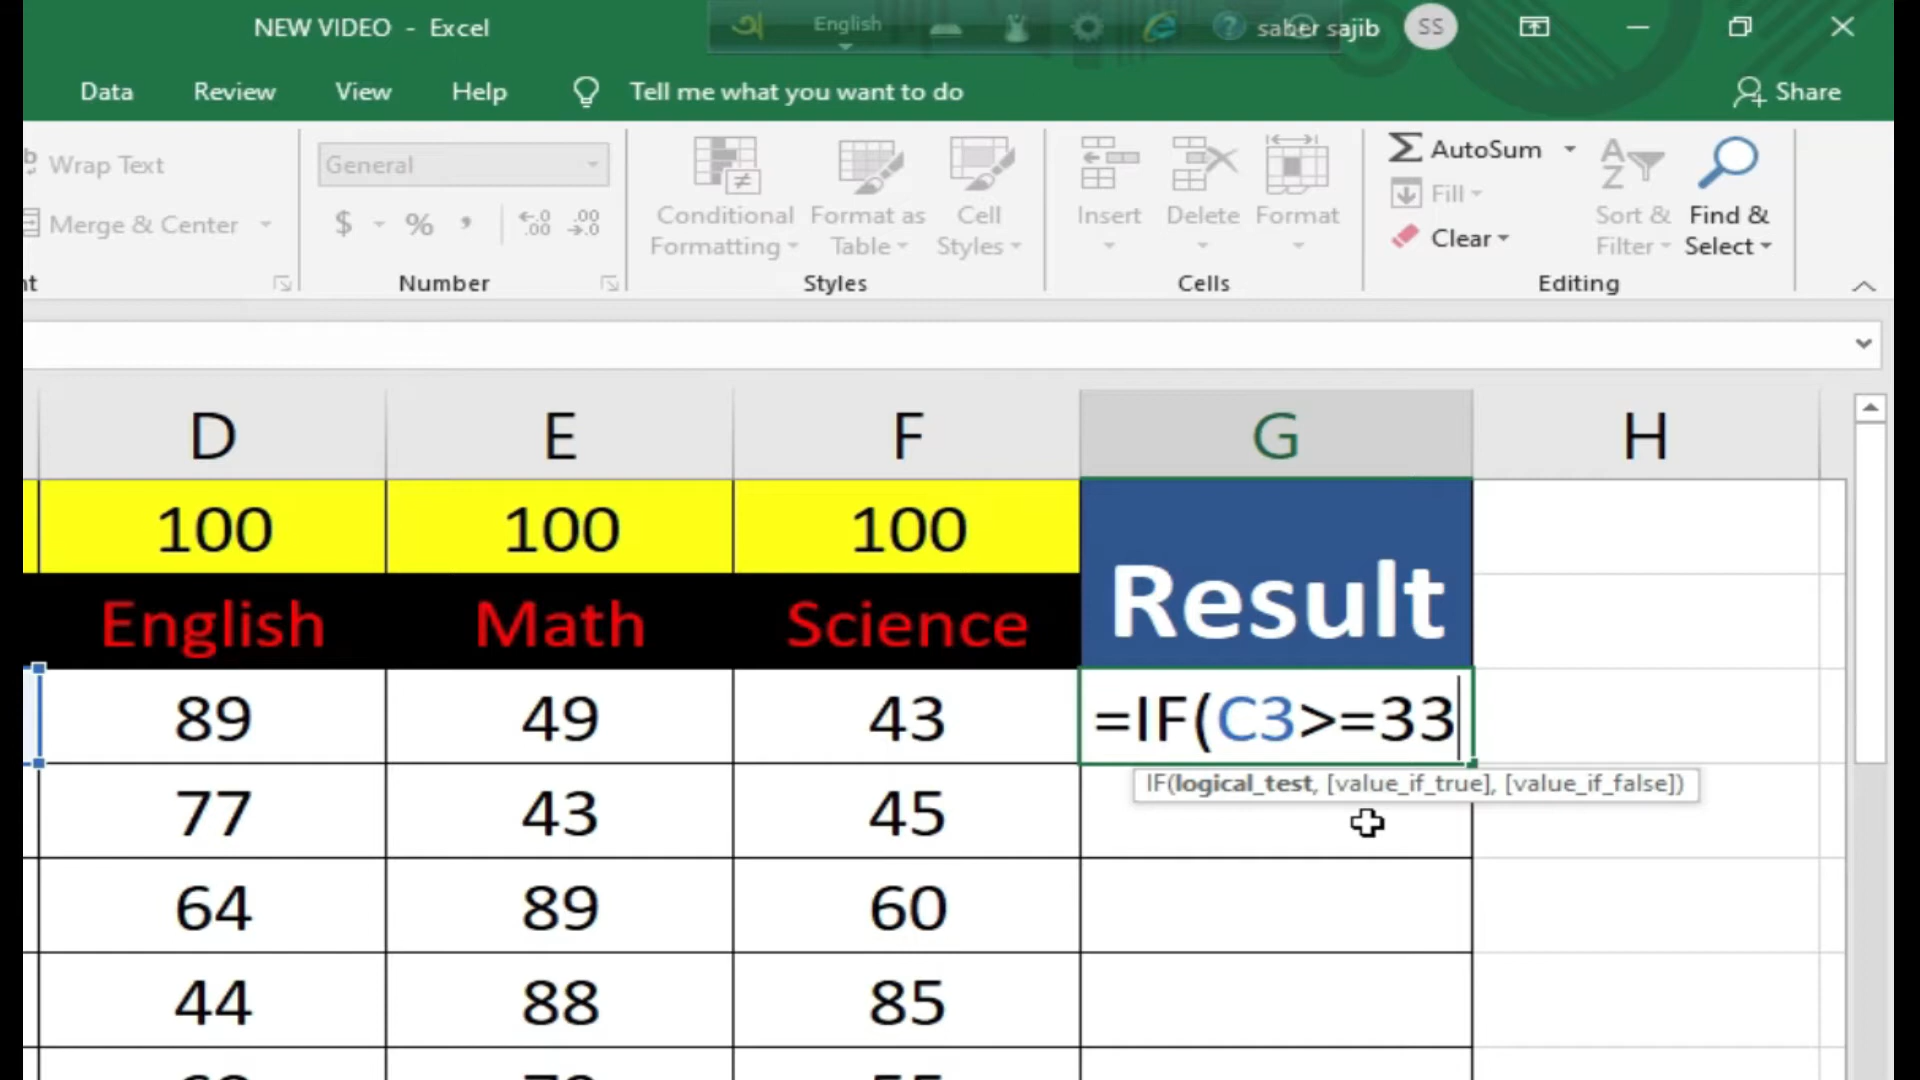 NEW VIDEO - Excel
English
saber sajib
SS
Data
Review
View
Help
Tell me what you want to do
Share
Wrap Text
General
Merge & Center
$
%
,
Number
Conditional Formatting
Format as Table
Cell Styles
Styles
Insert
Delete
Format
Cells
AutoSum
Fill
Clear
Sort & Filter
Find & Select
Editing
D E F G H
100 100 100
Result
English Math Science
89 49 43 =IF(C3>=33
IF(logical_test, [value_if_true], [value_if_false])
77 43 45
64 89 60
44 88 85